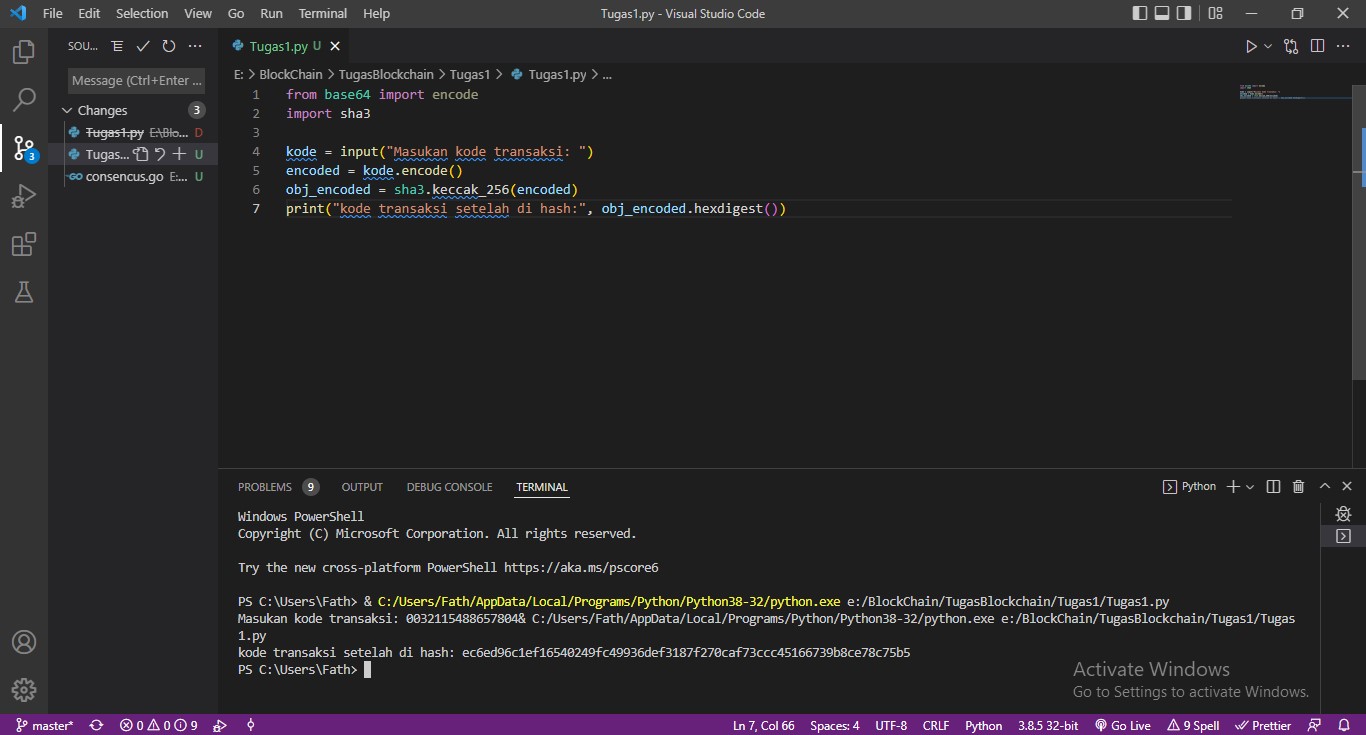 File Edit Selection View Go Run Terminal Help Tugas1.py - Visual Studio Code
SOU...
Tugas1.py U
Message (Ctrl+Enter ...
E: > BlockChain > TugasBlockchain > Tugas1 > Tugas1.py > ...
Changes 3
Tugas1.py E:\Blo... D
Tugas... U
consencus.go E:... U
3
1 from base64 import encode
2 import sha3
3
4 kode = input("Masukan kode transaksi: ")
5 encoded = kode.encode()
6 obj_encoded = sha3.keccak_256(encoded)
7 print("kode transaksi setelah di hash:", obj_encoded.hexdigest())
PROBLEMS 9 OUTPUT DEBUG CONSOLE TERMINAL Python
Windows PowerShell
Copyright (C) Microsoft Corporation. All rights reserved.
Try the new cross-platform PowerShell https://aka.ms/pscore6
PS C:\Users\Fath> & C:/Users/Fath/AppData/Local/Programs/Python/Python38-32/python.exe e:/BlockChain/TugasBlockchain/Tugas1/Tugas1.py
Masukan kode transaksi: 0032115488657804& C:/Users/Fath/AppData/Local/Programs/Python/Python38-32/python.exe e:/BlockChain/TugasBlockchain/Tugas1/Tugas
1.py
kode transaksi setelah di hash: ec6ed96c1ef16540249fc49936def3187f270caf73ccc45166739b8ce78c75b5
PS C:\Users\Fath>
Activate Windows
Go to Settings to activate Windows.
master* 0 0 9 Ln 7, Col 66 Spaces: 4 UTF-8 CRLF Python 3.8.5 32-bit Go Live 9 Spell Prettier